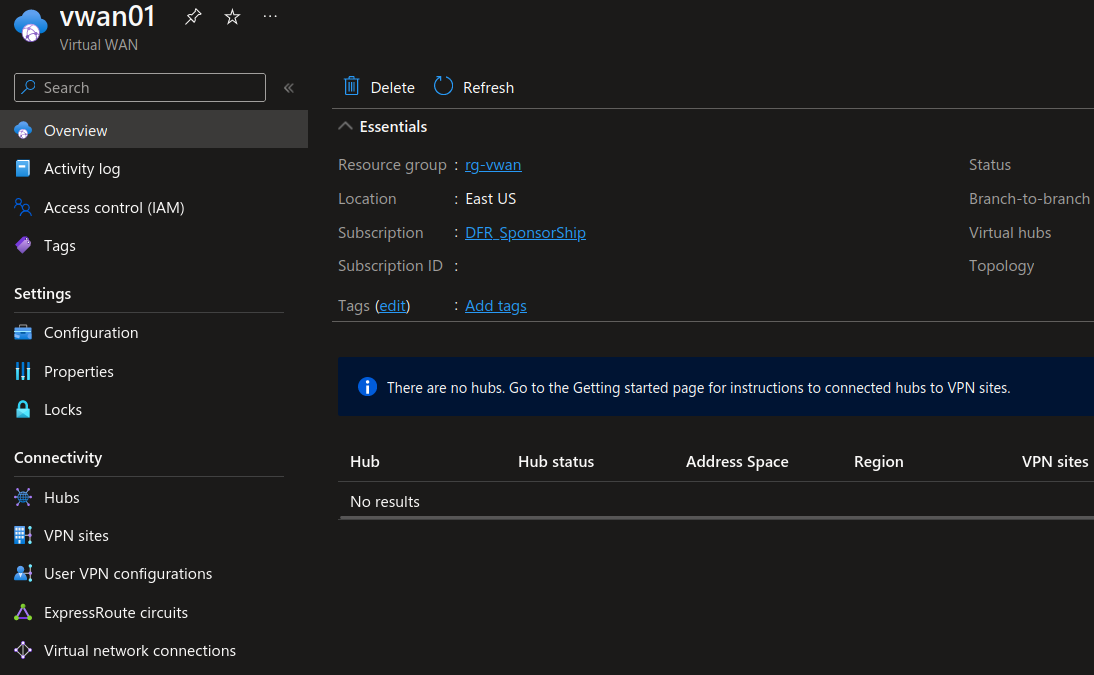 vwan01
Virtual WAN
Search
Overview
Activity log
Access control (IAM)
Tags
Settings
Configuration
Properties
Locks
Connectivity
Hubs
VPN sites
User VPN configurations
ExpressRoute circuits
Virtual network connections
Delete Refresh
Essentials
Resource group : rg-vwan Status
Location : East US Branch-to-branch
Subscription : DFR_SponsorShip Virtual hubs
Subscription ID : Topology
Tags (edit) : Add tags
There are no hubs. Go to the Getting started page for instructions to connected hubs to VPN sites.
Hub Hub status Address Space Region VPN sites
No results